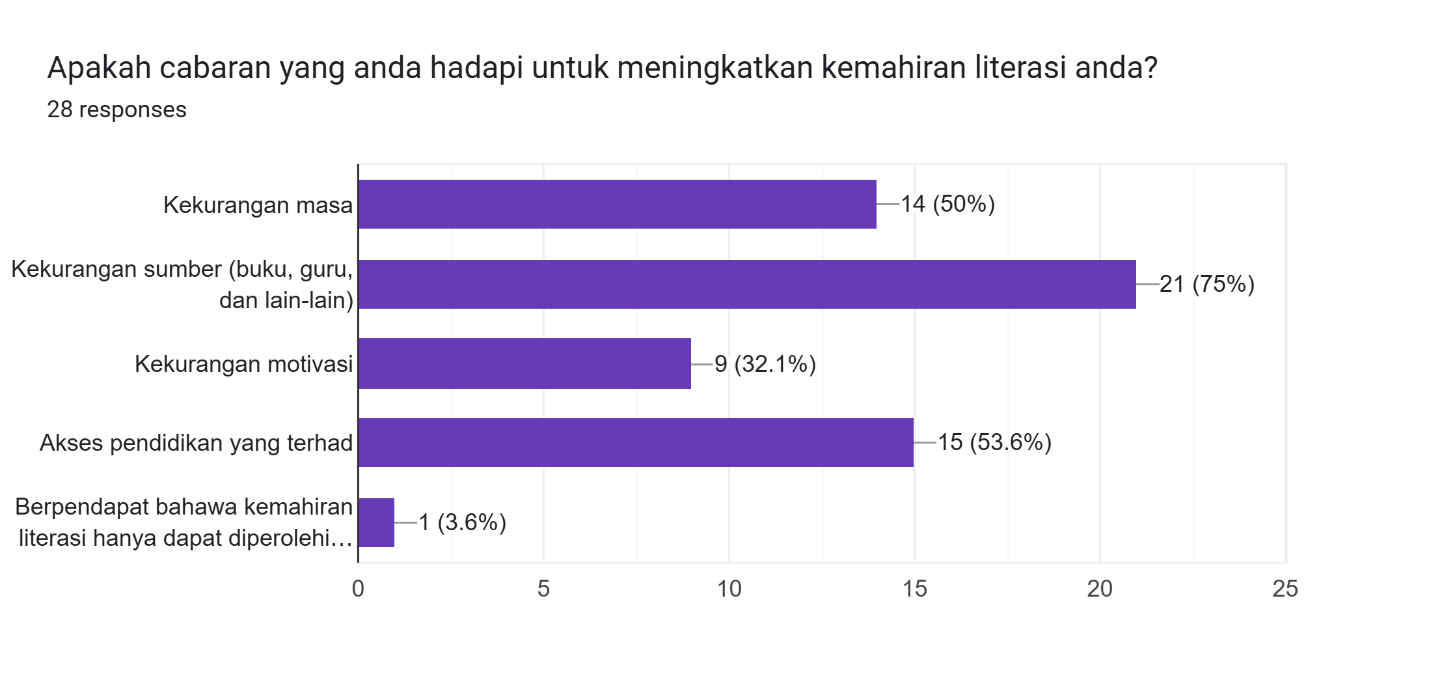 Apakah cabaran yang anda hadapi untuk meningkatkan kemahiran literasi anda?
28 responses
Kekurangan masa
14 (50%)
Kekurangan sumber (buku, guru,
dan lain-lain)
21 (75%)
Kekurangan motivasi
9 (32.1%)
Akses pendidikan yang terhad
15 (53.6%)
Berpendapat bahawa kemahiran
literasi hanya dapat diperolehi…
1 (3.6%)
0 5 10 15 20 25